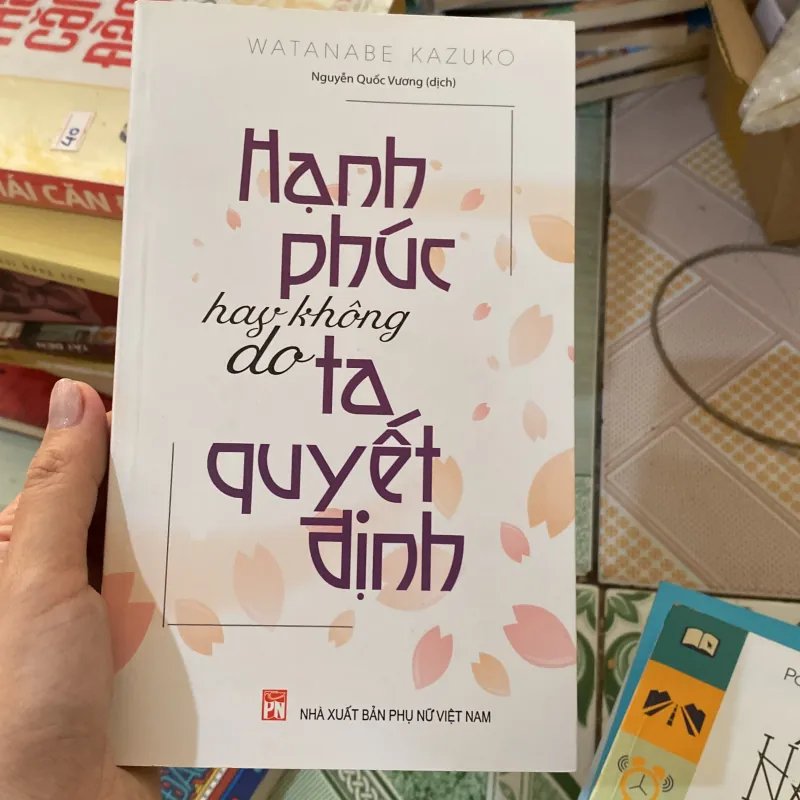 WATANABE KAZUKO
Nguyễn Quốc Vương (dịch)
Hạnh
phúc
hay không
do ta
quyết
định
PN
NHÀ XUẤT BẢN PHỤ NỮ VIỆT NAM
40